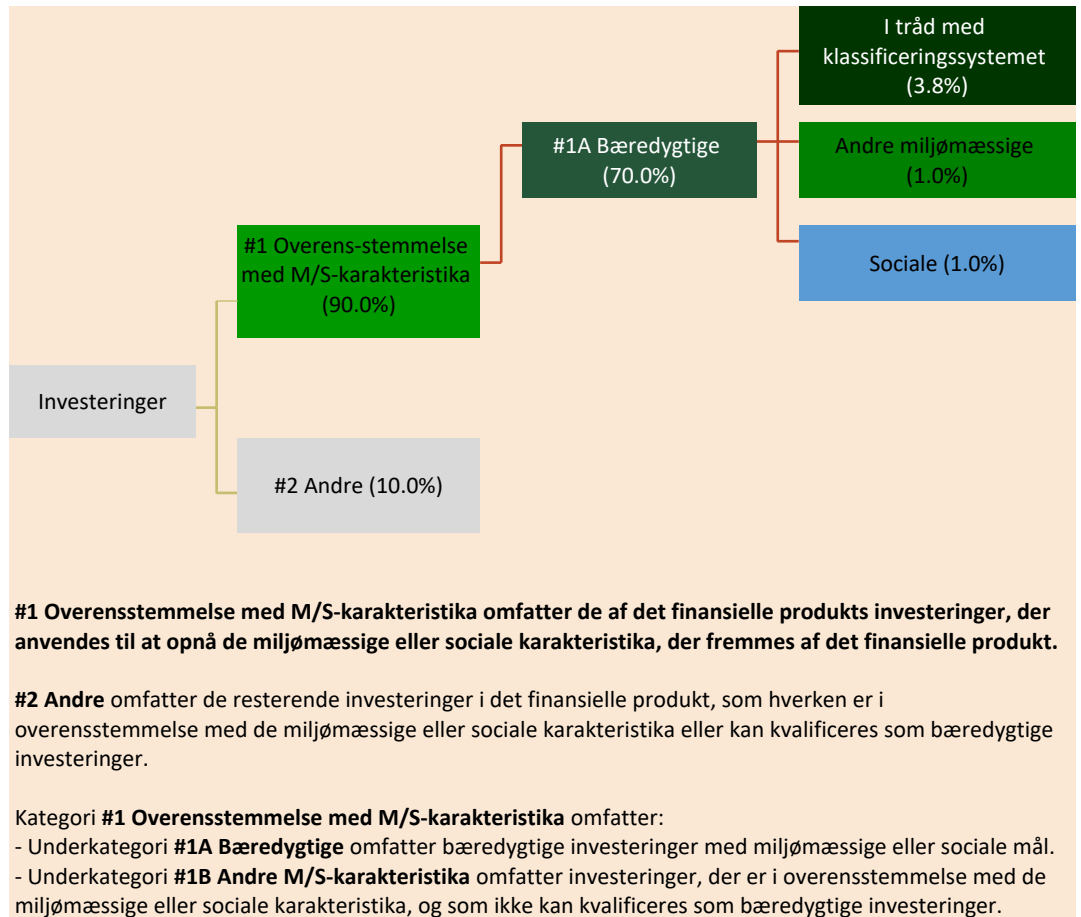 I tråd med
klassificeringssystemet
(3.8%)
#1A Bæredygtige
(70.0%)
Andre miljømæssige
(1.0%)
#1 Overens-stemmelse
med M/S-karakteristika
(90.0%)
Sociale (1.0%)
Investeringer
#2 Andre (10.0%)
#1 Overensstemmelse med M/S-karakteristika omfatter de af det finansielle produkts investeringer, der
anvendes til at opnå de miljømæssige eller sociale karakteristika, der fremmes af det finansielle produkt.
#2 Andre omfatter de resterende investeringer i det finansielle produkt, som hverken er i
overensstemmelse med de miljømæssige eller sociale karakteristika eller kan kvalificeres som bæredygtige
investeringer.
Kategori #1 Overensstemmelse med M/S-karakteristika omfatter:
- Underkategori #1A Bæredygtige omfatter bæredygtige investeringer med miljømæssige eller sociale mål.
- Underkategori #1B Andre M/S-karakteristika omfatter investeringer, der er i overensstemmelse med de
miljømæssige eller sociale karakteristika, og som ikke kan kvalificeres som bæredygtige investeringer.